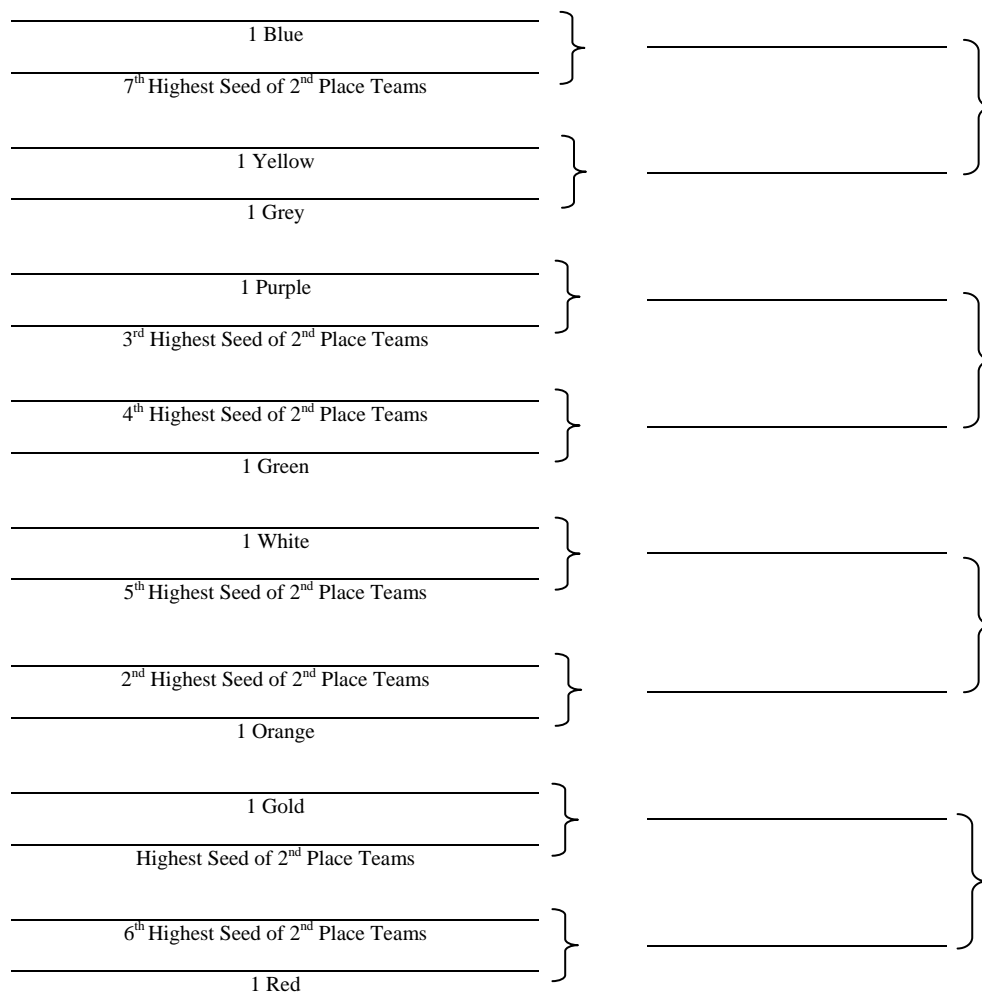 1 Blue
7th Highest Seed of 2nd Place Teams
1 Yellow
1 Grey
1 Purple
3rd Highest Seed of 2nd Place Teams
4th Highest Seed of 2nd Place Teams
1 Green
1 White
5th Highest Seed of 2nd Place Teams
2nd Highest Seed of 2nd Place Teams
1 Orange
1 Gold
Highest Seed of 2nd Place Teams
6th Highest Seed of 2nd Place Teams
1 Red